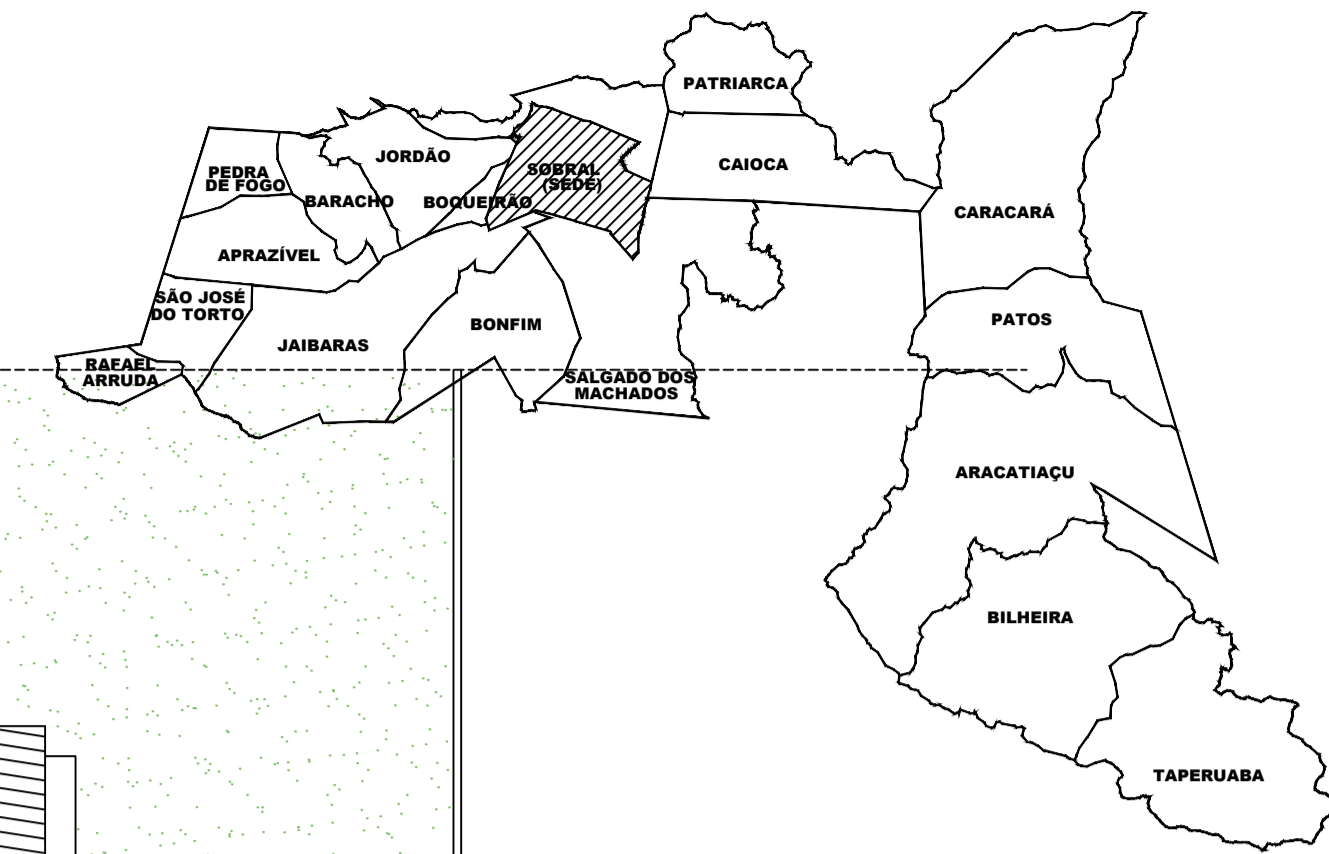 PATRIARCA
JORDÃO
CAIOCA
SOBRAL
(SEDE)
PEDRA
DE FOGO
BARACHO
BOQUEIRÃO
CARACARÁ
APRAZÍVEL
SÃO JOSÉ
DO TORTO
PATOS
BONFIM
JAIBARAS
RAFAEL
ARRUDA
SALGADO DOS
MACHADOS
ARACATIAÇU
BILHEIRA
TAPERUABA